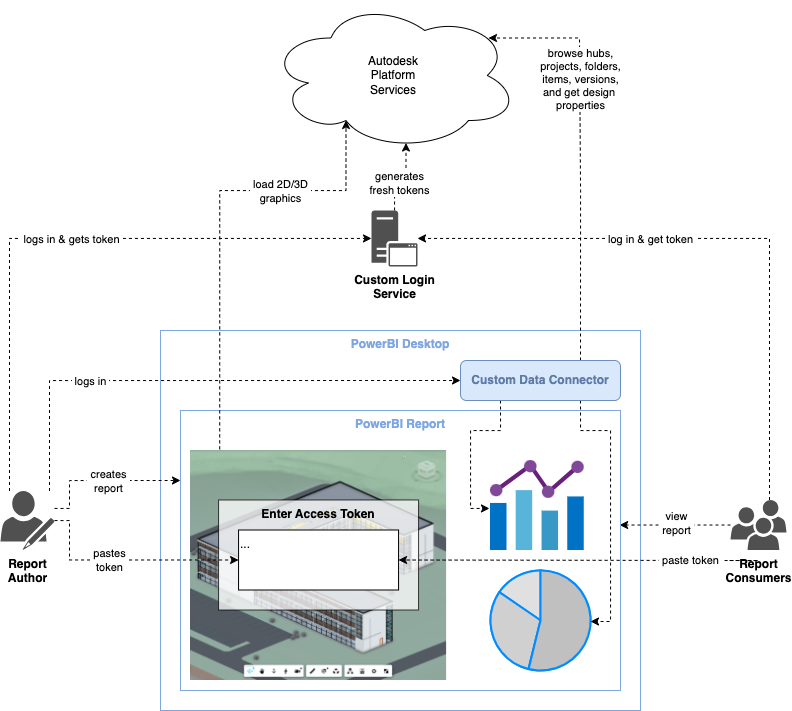 Autodesk
Platform
Services
browse hubs,
projects, folders,
items, versions,
and get design
properties
load 2D/3D
graphics
generates
fresh tokens
logs in & gets token
log in & get token
Custom Login
Service
PowerBI Desktop
logs in
Custom Data Connector
PowerBI Report
creates
report
Enter Access Token
...
view
report
pastes
token
paste token
Report
Author
Report
Consumers